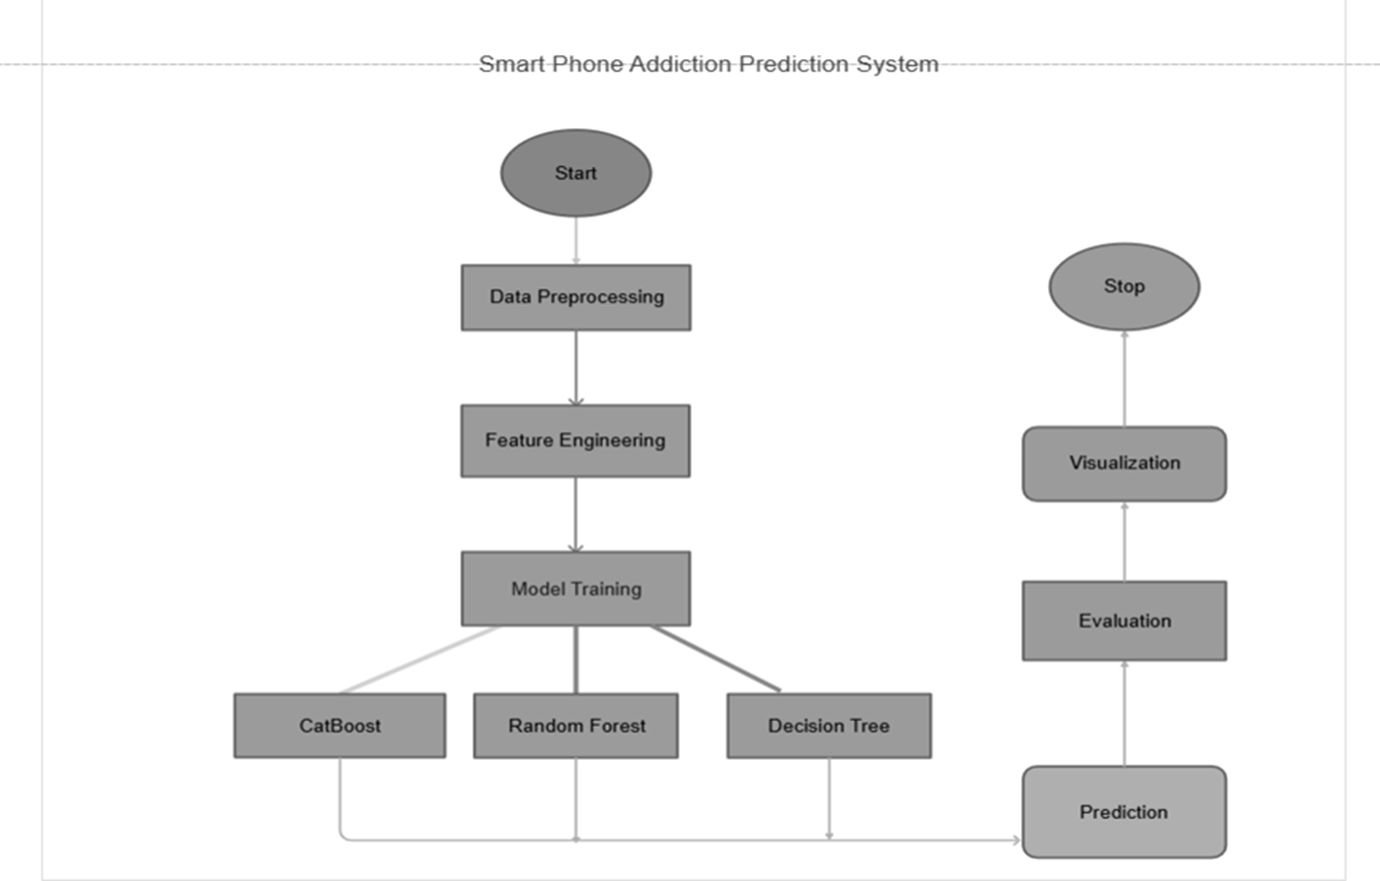 Smart Phone Addiction Prediction System
Start
Data Preprocessing
Feature Engineering
Model Training
CatBoost
Random Forest
Decision Tree
Prediction
Evaluation
Visualization
Stop